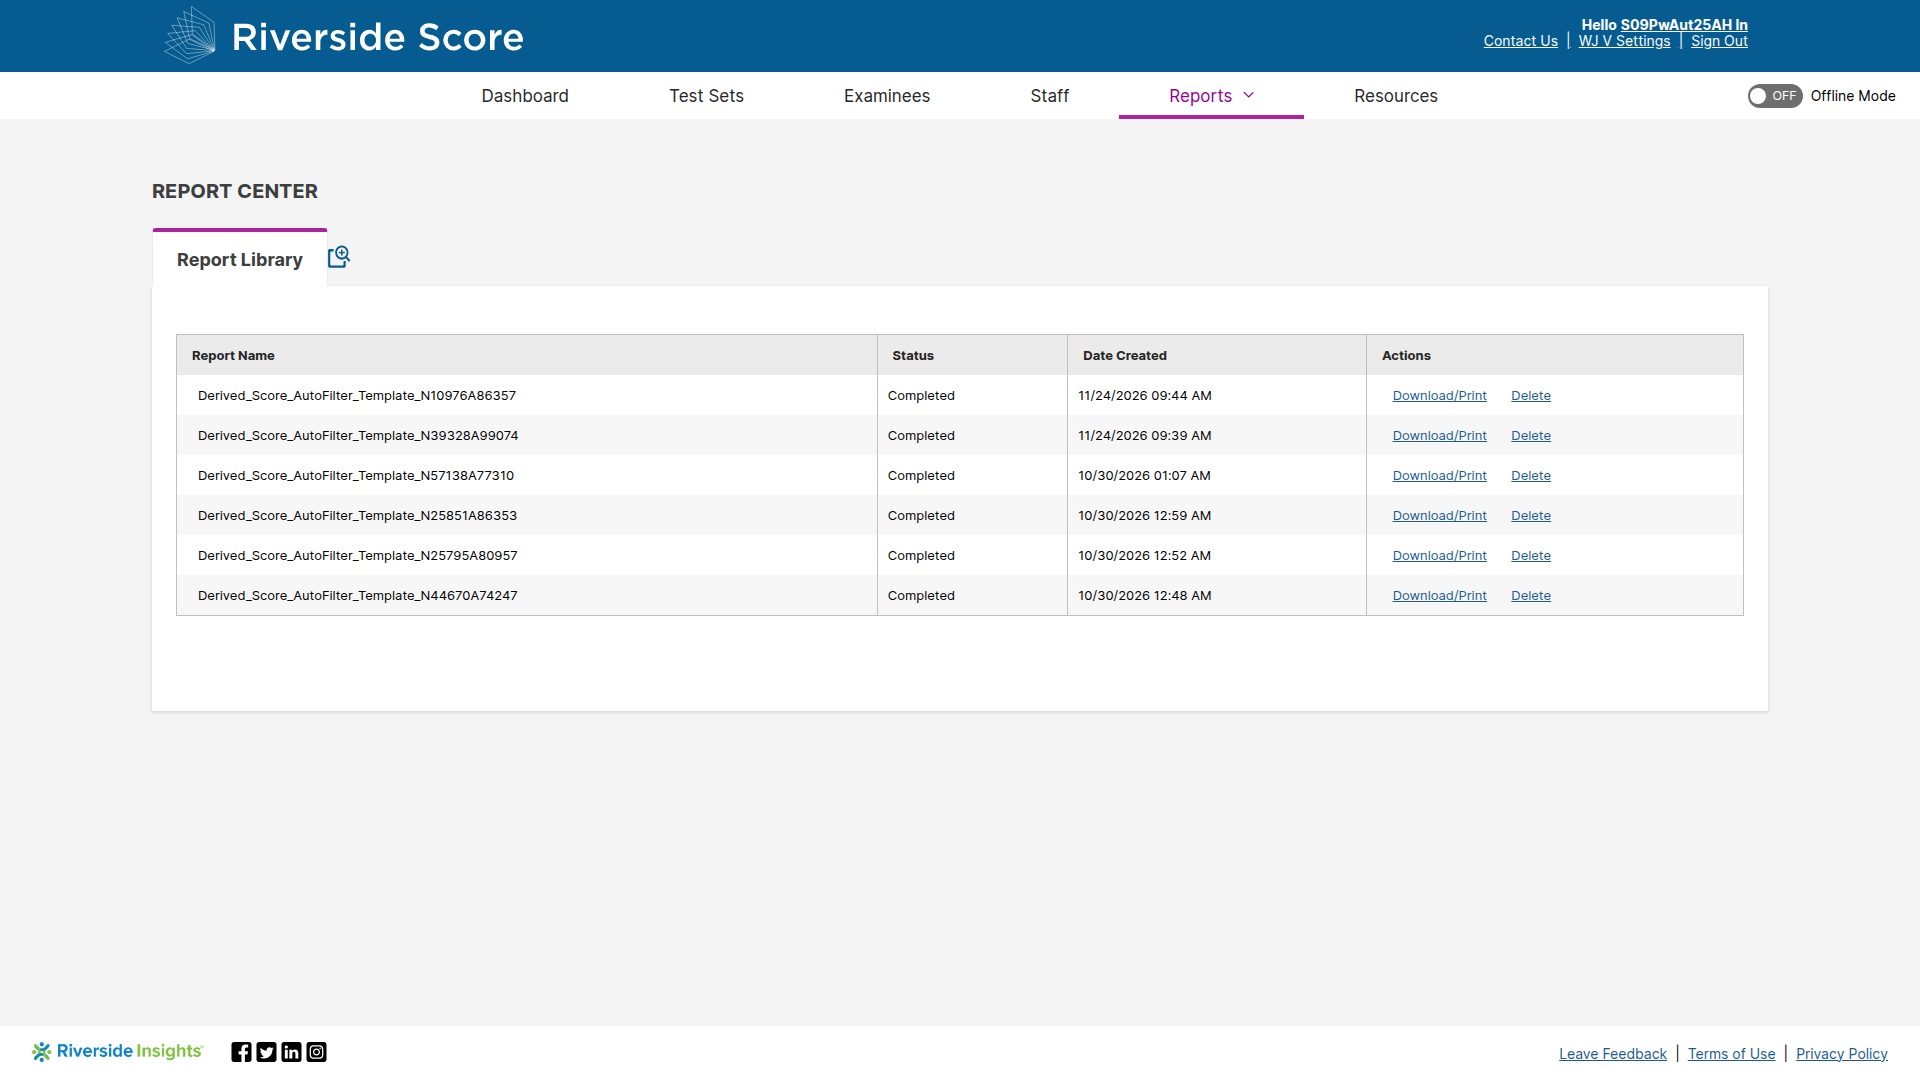 Riverside Score
Hello S09PwAut25AH In
Contact Us | WJ V Settings | Sign Out
Dashboard Test Sets Examinees Staff Reports Resources OFF Offline Mode
REPORT CENTER
Report Library
Report Name Status Date Created Actions
Derived_Score_AutoFilter_Template_N10976A86357 Completed 11/24/2026 09:44 AM Download/Print Delete
Derived_Score_AutoFilter_Template_N39328A99074 Completed 11/24/2026 09:39 AM Download/Print Delete
Derived_Score_AutoFilter_Template_N57138A77310 Completed 10/30/2026 01:07 AM Download/Print Delete
Derived_Score_AutoFilter_Template_N25851A86353 Completed 10/30/2026 12:59 AM Download/Print Delete
Derived_Score_AutoFilter_Template_N25795A80957 Completed 10/30/2026 12:52 AM Download/Print Delete
Derived_Score_AutoFilter_Template_N44670A74247 Completed 10/30/2026 12:48 AM Download/Print Delete
Riverside Insights
Leave Feedback | Terms of Use | Privacy Policy